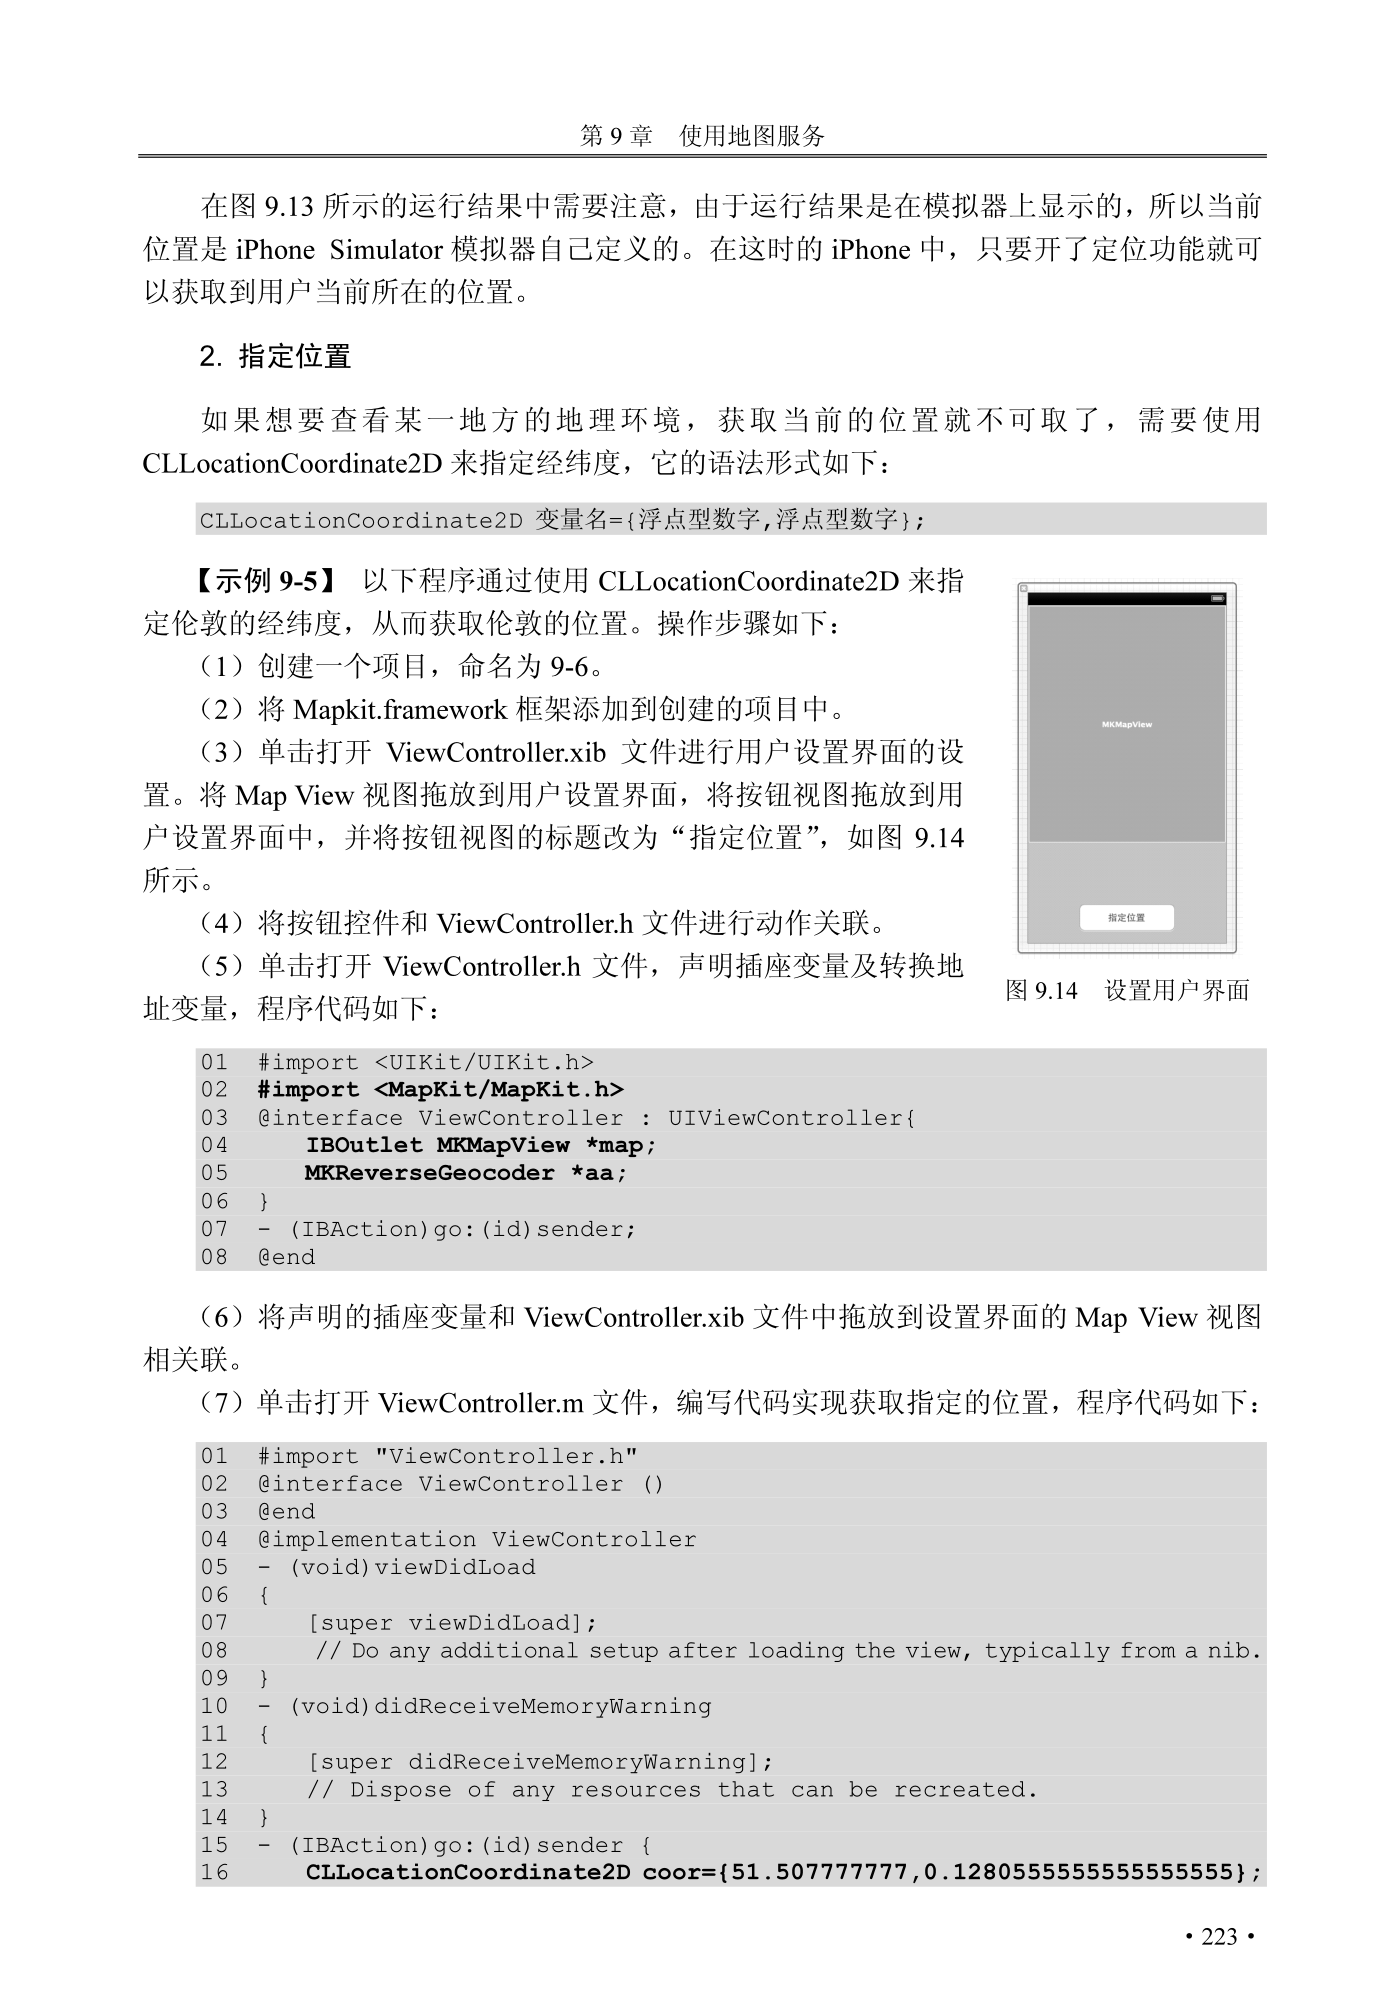 第 9 章　使用地图服务
在图 9.13 所示的运行结果中需要注意，由于运行结果是在模拟器上显示的，所以当前
位置是 iPhone Simulator 模拟器自己定义的。在这时的 iPhone 中，只要开了定位功能就可
以获取到用户当前所在的位置。
2. 指定位置
如果想要查看某一地方的地理环境，获取当前的位置就不可取了，需要使用
CLLocationCoordinate2D 来指定经纬度，它的语法形式如下：
CLLocationCoordinate2D 变量名={浮点型数字,浮点型数字};
【示例 9-5】 以下程序通过使用 CLLocationCoordinate2D 来指
定伦敦的经纬度，从而获取伦敦的位置。操作步骤如下：
（1）创建一个项目，命名为 9-6。
（2）将 Mapkit.framework 框架添加到创建的项目中。
（3）单击打开 ViewController.xib 文件进行用户设置界面的设
置。将 Map View 视图拖放到用户设置界面，将按钮视图拖放到用
户设置界面中，并将按钮视图的标题改为“指定位置”，如图 9.14
所示。
（4）将按钮控件和 ViewController.h 文件进行动作关联。
（5）单击打开 ViewController.h 文件，声明插座变量及转换地
址变量，程序代码如下：
MKMapView
指定位置
图 9.14　设置用户界面
01 #import <UIKit/UIKit.h>
02 #import <MapKit/MapKit.h>
03 @interface ViewController : UIViewController{
04     IBOutlet MKMapView *map;
05     MKReverseGeocoder *aa;
06 }
07 - (IBAction)go:(id)sender;
08 @end
（6）将声明的插座变量和 ViewController.xib 文件中拖放到设置界面的 Map View 视图
相关联。
（7）单击打开 ViewController.m 文件，编写代码实现获取指定的位置，程序代码如下：
01 #import "ViewController.h"
02 @interface ViewController ()
03 @end
04 @implementation ViewController
05 - (void)viewDidLoad
06 {
07     [super viewDidLoad];
08     // Do any additional setup after loading the view, typically from a nib.
09 }
10 - (void)didReceiveMemoryWarning
11 {
12     [super didReceiveMemoryWarning];
13     // Dispose of any resources that can be recreated.
14 }
15 - (IBAction)go:(id)sender {
16     CLLocationCoordinate2D coor={51.507777777,0.1280555555555555555};
• 223 •